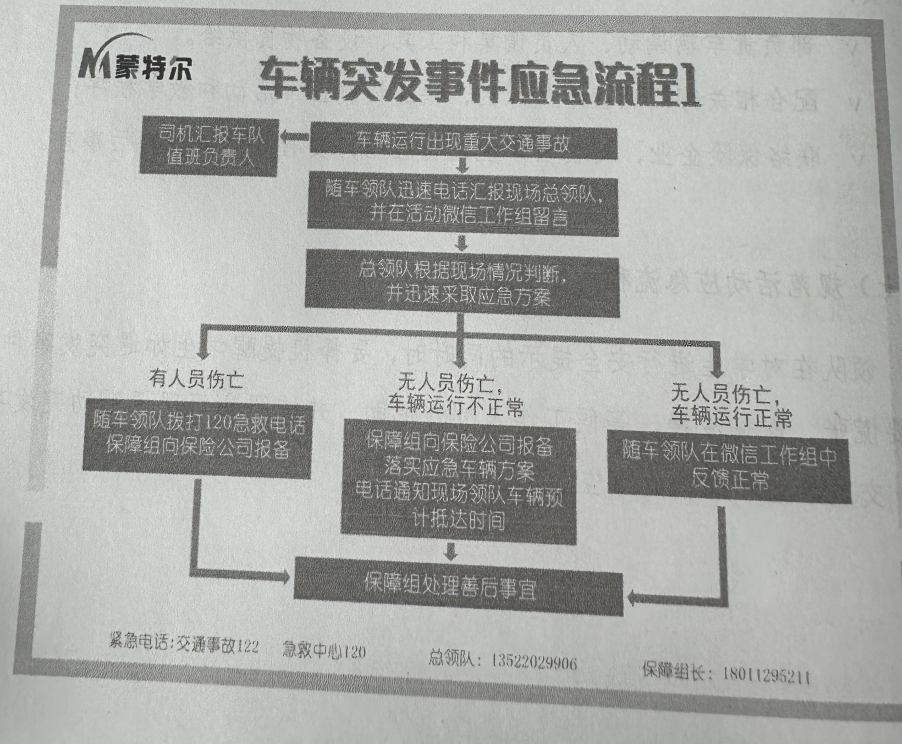 蒙特尔
车辆突发事件应急流程1
司机汇报车队
值班负责人
车辆运行出现重大交通事故
随车领队迅速电话汇报现场总领队,
并在活动微信工作组留言
总领队根据现场情况判断,
并迅速采取应急方案
有人员伤亡
随车领队拨打120急救电话
保障组向保险公司报备
无人员伤亡,
车辆运行不正常
保障组向保险公司报备
落实应急车辆方案
电话通知现场领队车辆预
计抵达时间
无人员伤亡,
车辆运行正常
随车领队在微信工作组中
反馈正常
保障组处理善后事宜
紧急电话:交通事故122 急救中心120 总领队: 13522029906 保障组长: 18011295211